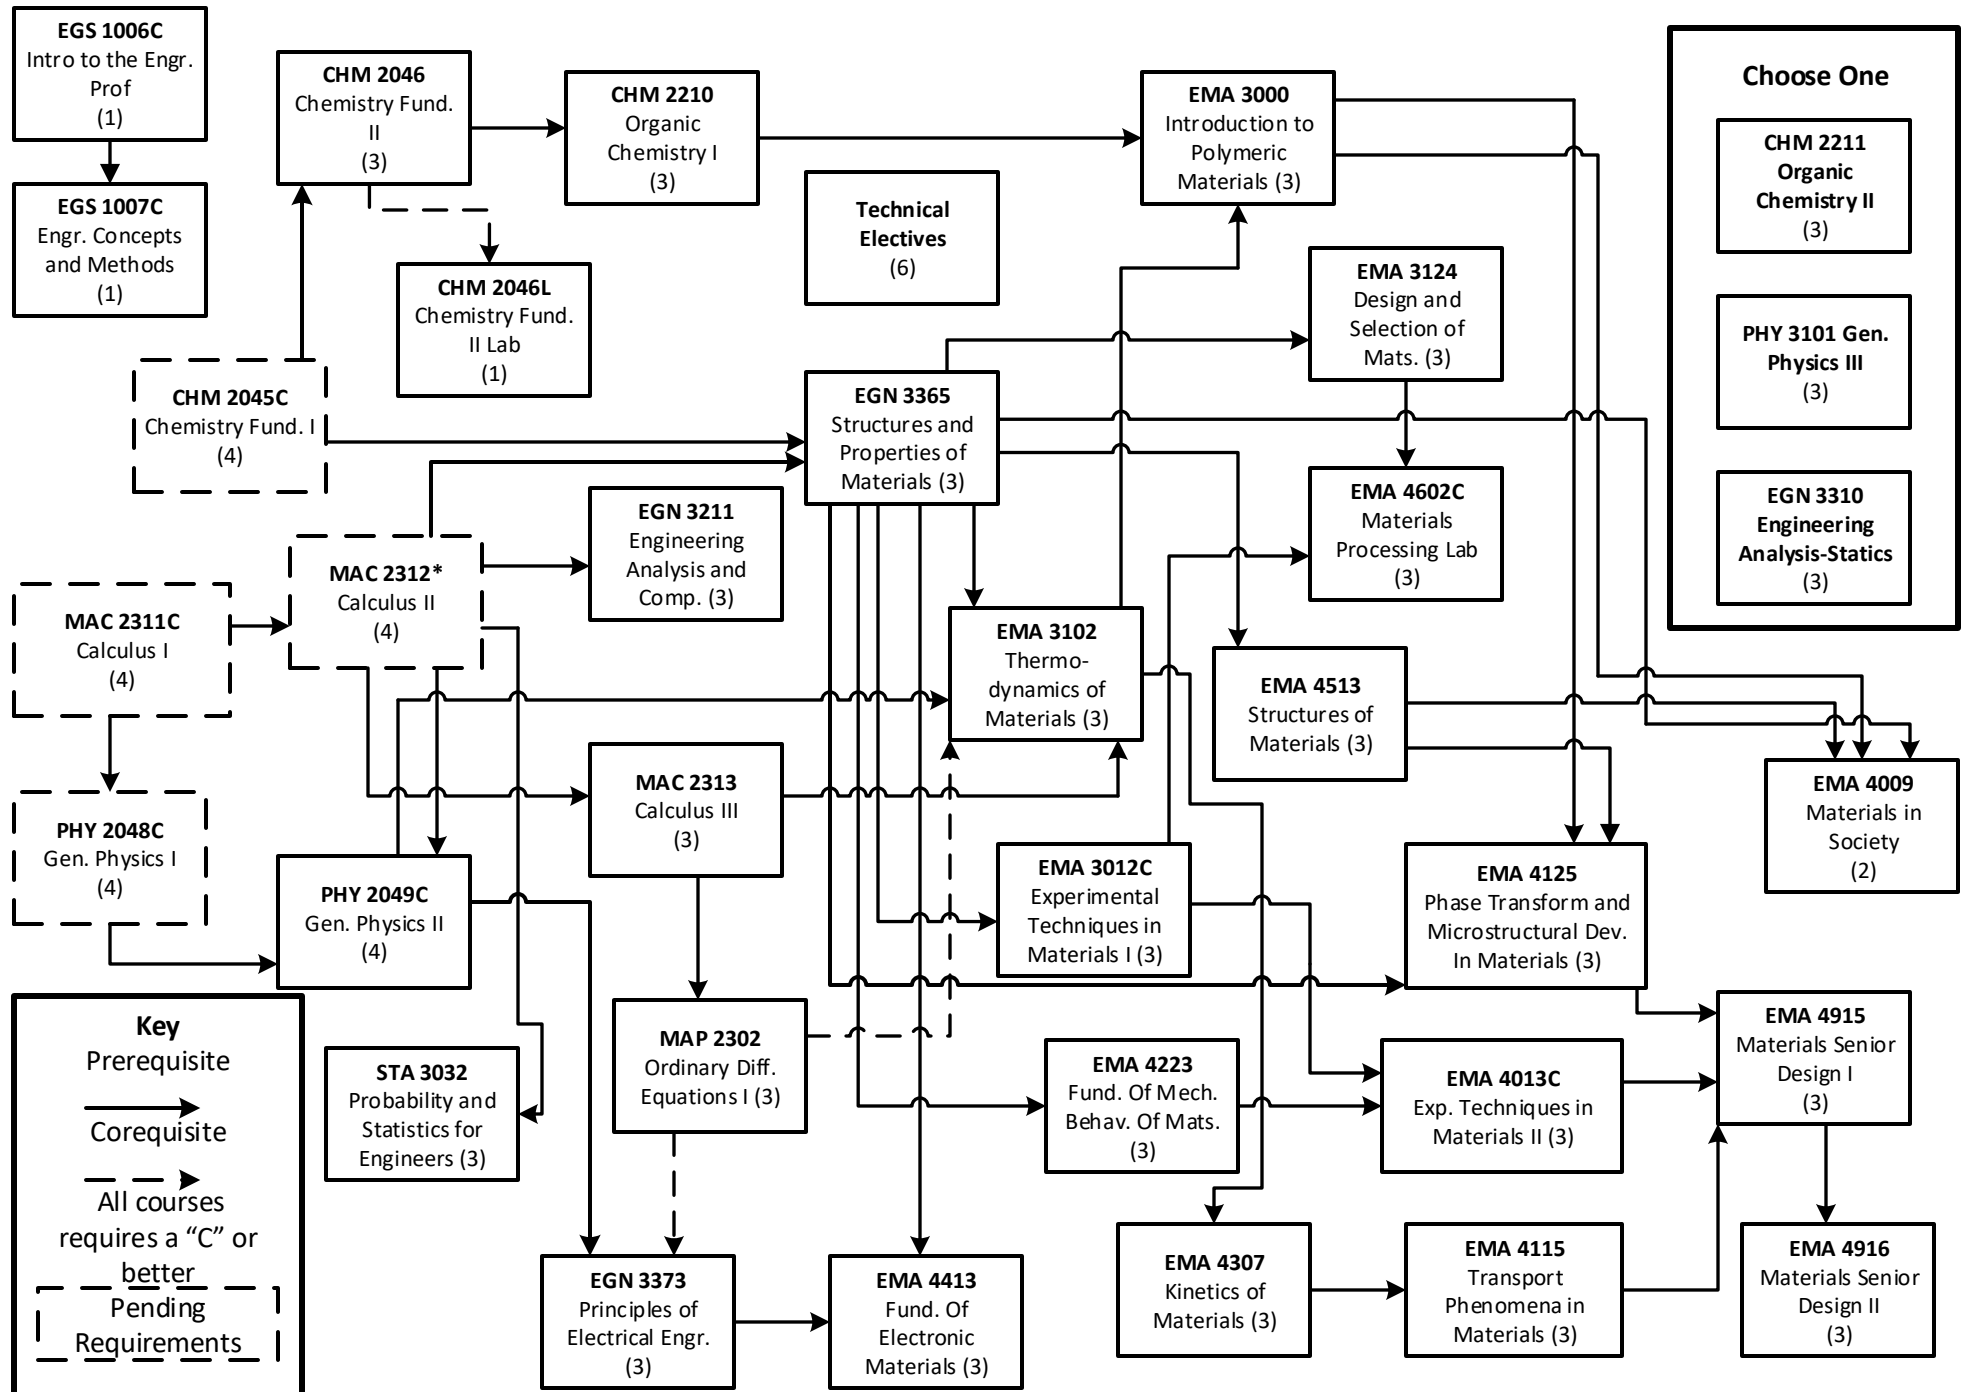 EGS 1006C
Intro to the Engr.
Prof
(1)
EGS 1007C
Engr. Concepts
and Methods
(1)
CHM 2046
Chemistry Fund.
II
(3)
CHM 2210
Organic
Chemistry I
(3)
CHM 2046L
Chemistry Fund.
II Lab
(1)
Technical
Electives
(6)
EMA 3000
Introduction to
Polymeric
Materials (3)
EMA 3124
Design and
Selection of
Mats. (3)
Choose One
CHM 2211
Organic
Chemistry II
(3)
PHY 3101 Gen.
Physics III
(3)
EGN 3310
Engineering
Analysis-Statics
(3)
CHM 2045C
Chemistry Fund. I
(4)
EGN 3365
Structures and
Properties of
Materials (3)
EMA 4602C
Materials
Processing Lab
(3)
MAC 2311C
Calculus I
(4)
MAC 2312*
Calculus II
(4)
EGN 3211
Engineering
Analysis and
Comp. (3)
EMA 3102
Thermo-
dynamics of
Materials (3)
EMA 4513
Structures of
Materials (3)
EMA 4009
Materials in
Society
(2)
PHY 2048C
Gen. Physics I
(4)
PHY 2049C
Gen. Physics II
(4)
MAC 2313
Calculus III
(3)
EMA 3012C
Experimental
Techniques in
Materials I (3)
EMA 4125
Phase Transform and
Microstructural Dev.
In Materials (3)
Key
Prerequisite
Corequisite
All courses
requires a “C” or
better
Pending
Requirements
STA 3032
Probability and
Statistics for
Engineers (3)
MAP 2302
Ordinary Diff.
Equations I (3)
EMA 4223
Fund. Of Mech.
Behav. Of Mats.
(3)
EMA 4013C
Exp. Techniques in
Materials II (3)
EMA 4915
Materials Senior
Design I
(3)
EGN 3373
Principles of
Electrical Engr.
(3)
EMA 4413
Fund. Of
Electronic
Materials (3)
EMA 4307
Kinetics of
Materials (3)
EMA 4115
Transport
Phenomena in
Materials (3)
EMA 4916
Materials Senior
Design II
(3)